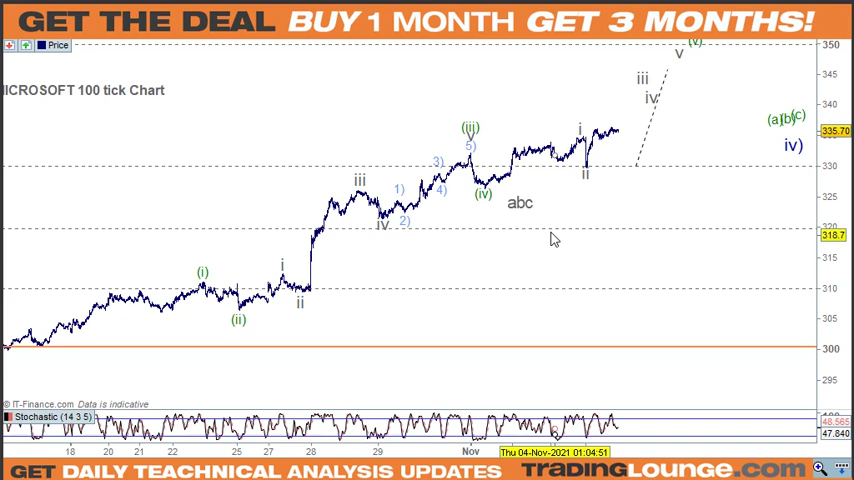 GET THE DEAL BUY 1 MONTH GET 3 MONTHS!
Price
ICROSOFT 100 tick Chart
(v)
v
iii
iv
(a)(b)(c)
iv)
350
345
340
335.70
330
325
320
318.7
310
305
300
295
(iii)
v
5)
3)
4)
1)
2)
iii
iv
(iv)
abc
i
ii
(i)
(ii)
i
ii
© IT-Finance.com Data is indicative
Stochastic (14 3 5)
100
48.565
47.840
18 20 21 22 25 27 28 29 Nov
Thu 04-Nov-2021 01:04:51
GET DAILY TEACHNICAL ANALYSIS UPDATES TRADINGLOUNGE.com